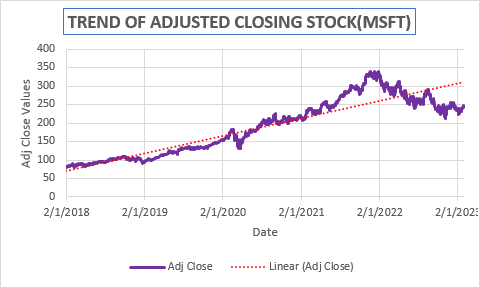 TREND OF ADJUSTED CLOSING STOCK(MSFT)
400
350
300
250
200
150
100
50
0
Adj Close Values
2/1/2018 2/1/2019 2/1/2020 2/1/2021 2/1/2022 2/1/2023
Date
Adj Close Linear (Adj Close)